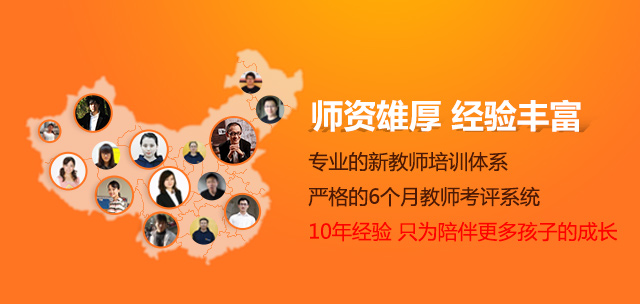 师资雄厚 经验丰富
专业的新教师培训体系
严格的6个月教师考评系统
10年经验 只为陪伴更多孩子的成长